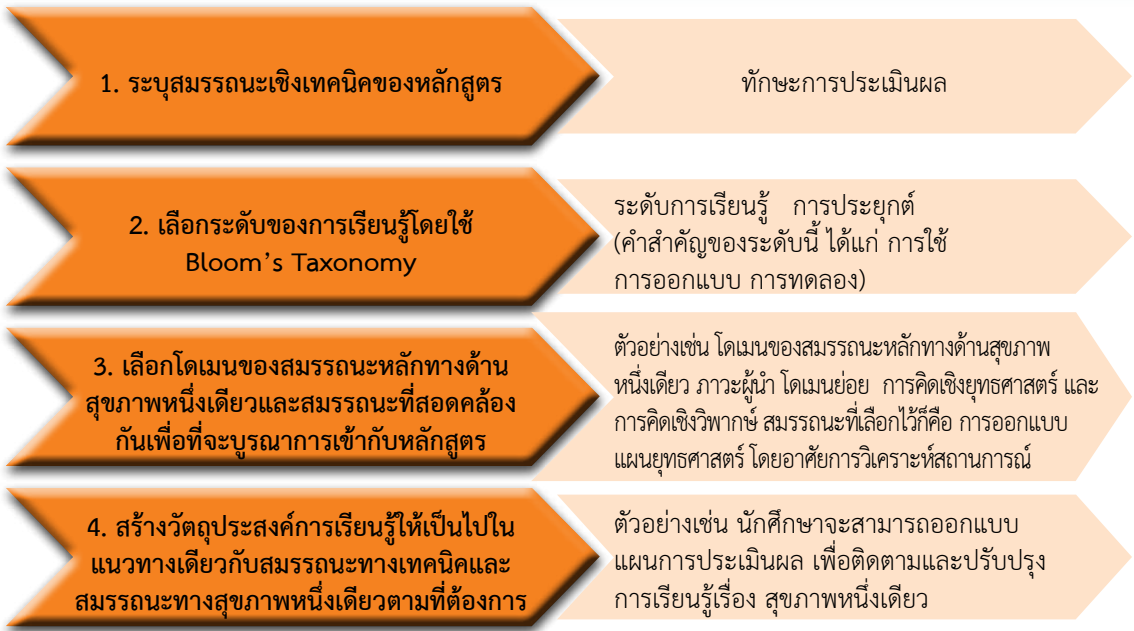 1. ระบุสมรรถนะเชิงเทคนิคของหลักสูตร
ทักษะการประเมินผล
2. เลือกระดับของการเรียนรู้โดยใช้
Bloom's Taxonomy
ระดับการเรียนรู้ การประยุกต์
(คำสำคัญของระดับนี้ ได้แก่ การใช้
การออกแบบ การทดลอง)
3. เลือกโดเมนของสมรรถนะหลักทางด้าน
สุขภาพหนึ่งเดียวและสมรรถนะที่สอดคล้อง
กันเพื่อที่จะบูรณาการเข้ากับหลักสูตร
ตัวอย่างเช่น โดเมนของสมรรถนะหลักทางด้านสุขภาพ
หนึ่งเดียว ภาวะผู้นำ โดเมนย่อย การคิดเชิงยุทธศาสตร์ และ
การคิดเชิงวิพากษ์ สมรรถนะที่เลือกไว้ก็คือ การออกแบบ
แผนยุทธศาสตร์ โดยอาศัยการวิเคราะห์สถานการณ์
4. สร้างวัตถุประสงค์การเรียนรู้ให้เป็นไปใน
แนวทางเดียวกับสมรรถนะทางเทคนิคและ
สมรรถนะทางสุขภาพหนึ่งเดียวตามที่ต้องการ
ตัวอย่างเช่น นักศึกษาจะสามารถออกแบบ
แผนการประเมินผล เพื่อติดตามและปรับปรุง
การเรียนรู้เรื่อง สุขภาพหนึ่งเดียว